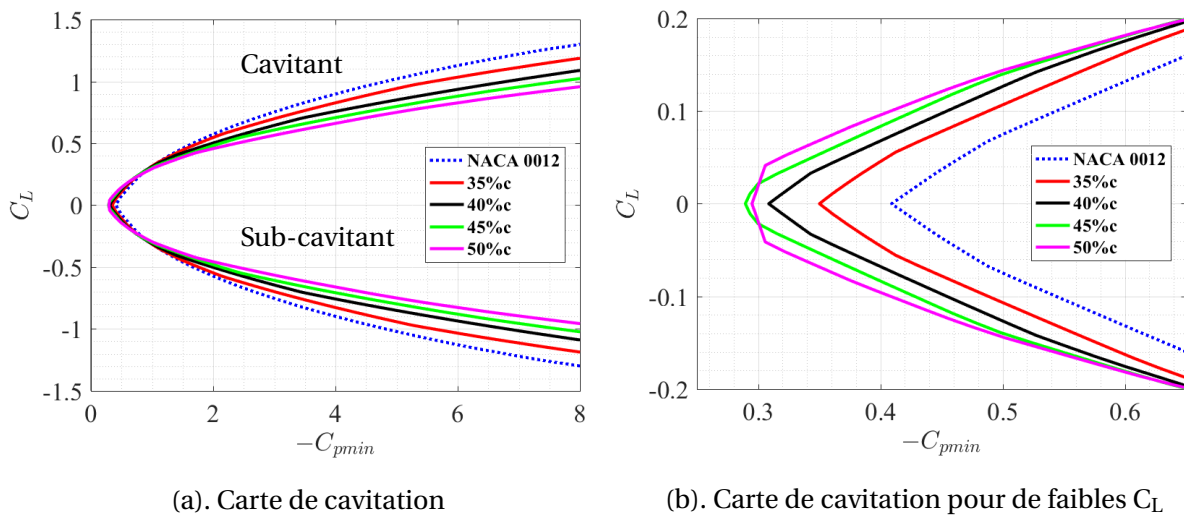 1.5
1
0.5
0
-0.5
-1
-1.5
C_L
Cavitant
Sub-cavitant
NACA 0012
35%c
40%c
45%c
50%c
0
2
4
6
8
−C_pmin
(a). Carte de cavitation
0.2
0.1
0
-0.1
-0.2
C_L
NACA 0012
35%c
40%c
45%c
50%c
0.3
0.4
0.5
0.6
−C_pmin
(b). Carte de cavitation pour de faibles C_L